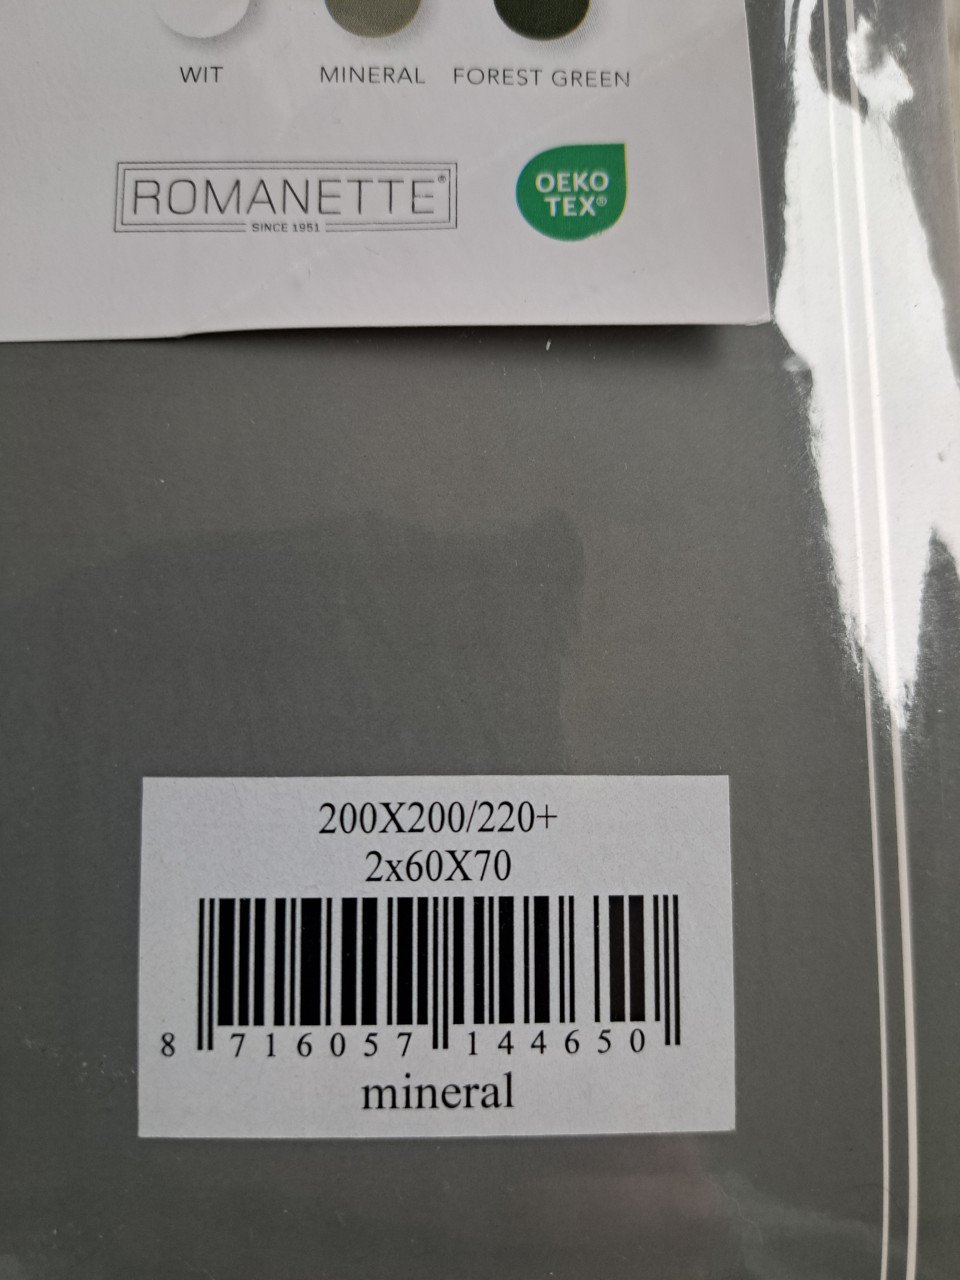 WIT MINERAL FOREST GREEN
ROMANETTE®
SINCE 1951
OEKO
TEX®
200X200/220+
2x60X70
8 716057 144650
mineral